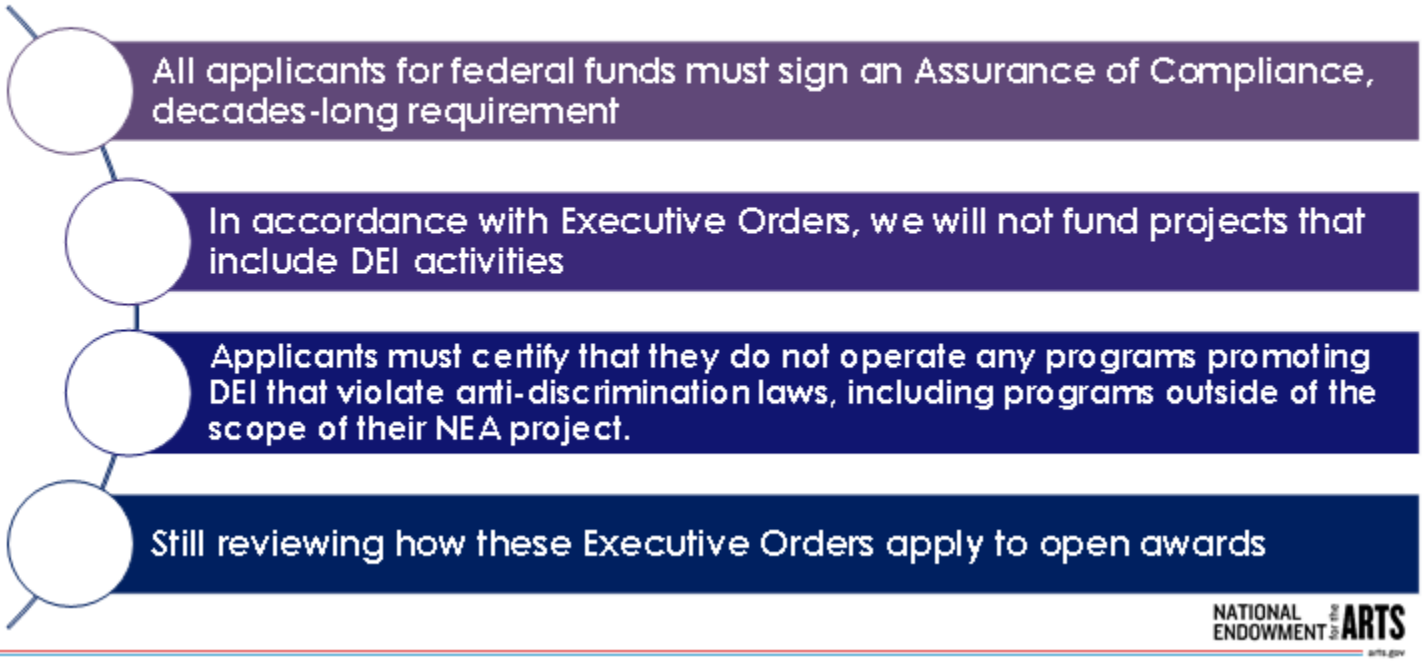 All applicants for federal funds must sign an Assurance of Compliance,
decades-long requirement
In accordance with Executive Orders, we will not fund projects that
include DEI activities
Applicants must certify that they do not operate any programs promoting
DEI that violate anti-discrimination laws, including programs outside of the
scope of their NEA project.
Still reviewing how these Executive Orders apply to open awards
NATIONAL
ENDOWMENT for the ARTS
arts.gov